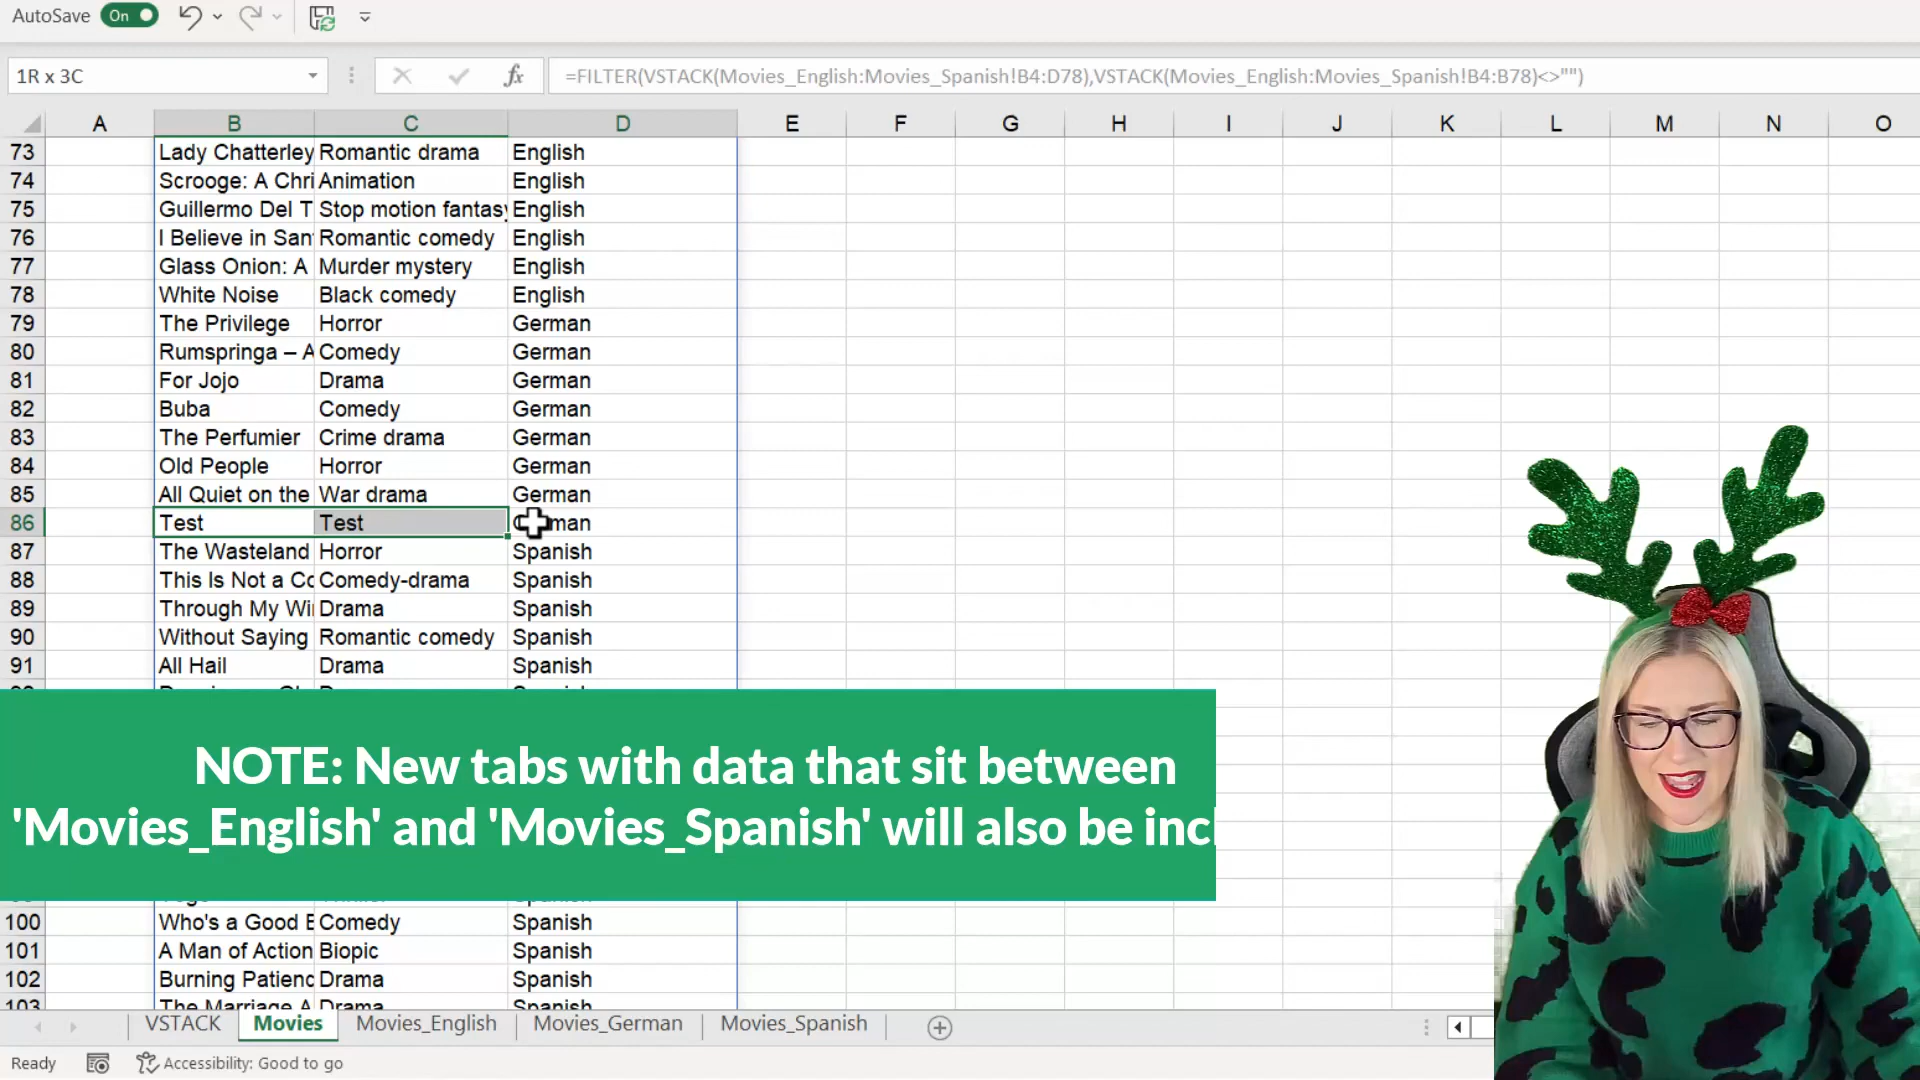 AutoSave On
1R x 3C
fx
=FILTER(VSTACK(Movies_English:Movies_Spanish!B4:D78),VSTACK(Movies_English:Movies_Spanish!B4:B78)<>"")
A B C D E F G H I J K L M N O
73 Lady Chatterley Romantic drama English
74 Scrooge: A Chri Animation English
75 Guillermo Del T Stop motion fantasy English
76 I Believe in San Romantic comedy English
77 Glass Onion: A Murder mystery English
78 White Noise Black comedy English
79 The Privilege Horror German
80 Rumspringa – A Comedy German
81 For Jojo Drama German
82 Buba Comedy German
83 The Perfumier Crime drama German
84 Old People Horror German
85 All Quiet on the War drama German
86 Test Test
87 The Wasteland Horror Spanish
88 This Is Not a Co Comedy-drama Spanish
89 Through My Wi Drama Spanish
90 Without Saying Romantic comedy Spanish
91 All Hail Drama Spanish
NOTE: New tabs with data that sit between
'Movies_English' and 'Movies_Spanish' will also be incl
100 Who's a Good B Comedy Spanish
101 A Man of Action Biopic Spanish
102 Burning Patienc Drama Spanish
103 The Marriage A Drama Spanish
VSTACK Movies Movies_English Movies_German Movies_Spanish
Ready Accessibility: Good to go